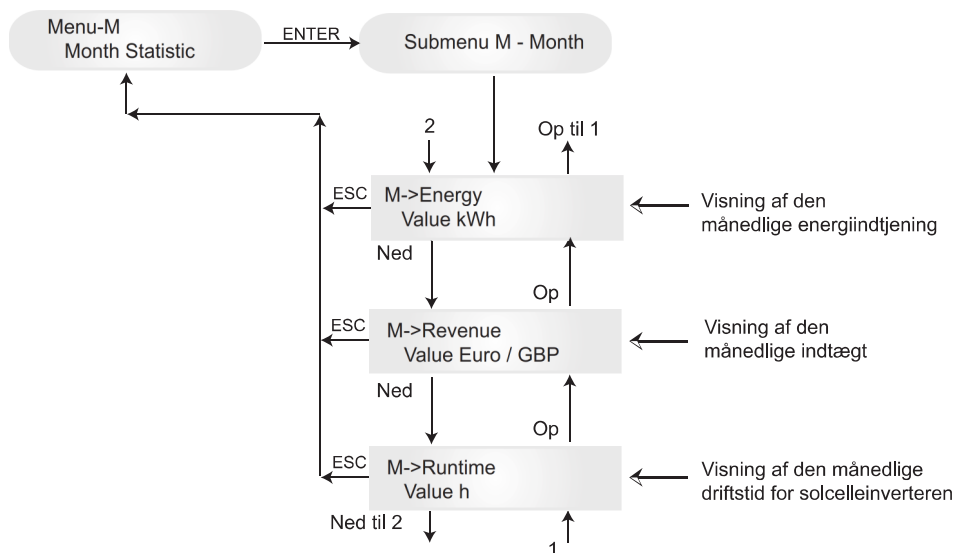 Menu-M
Month Statistic
ENTER
Submenu M - Month
2
Op til 1
ESC
M->Energy
Value kWh
Visning af den
månedlige energiindtjening
Ned
Op
ESC
M->Revenue
Value Euro / GBP
Visning af den
månedlige indtægt
Ned
Op
ESC
M->Runtime
Value h
Visning af den månedlige
driftstid for solcelleinverteren
Ned til 2
1